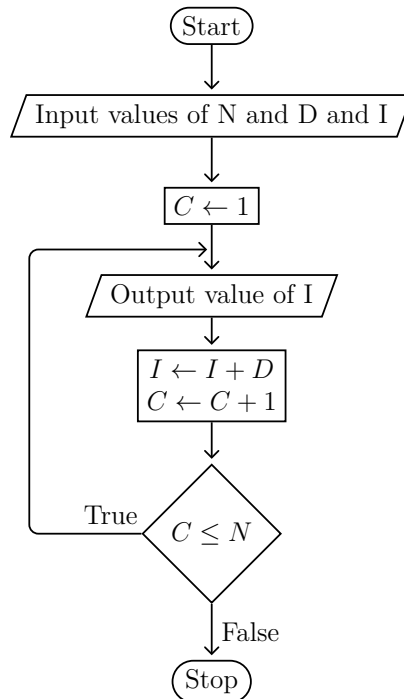 Start
Input values of N and D and I
C ← 1
Output value of I
I ← I + D
C ← C + 1
True
C ≤ N
False
Stop